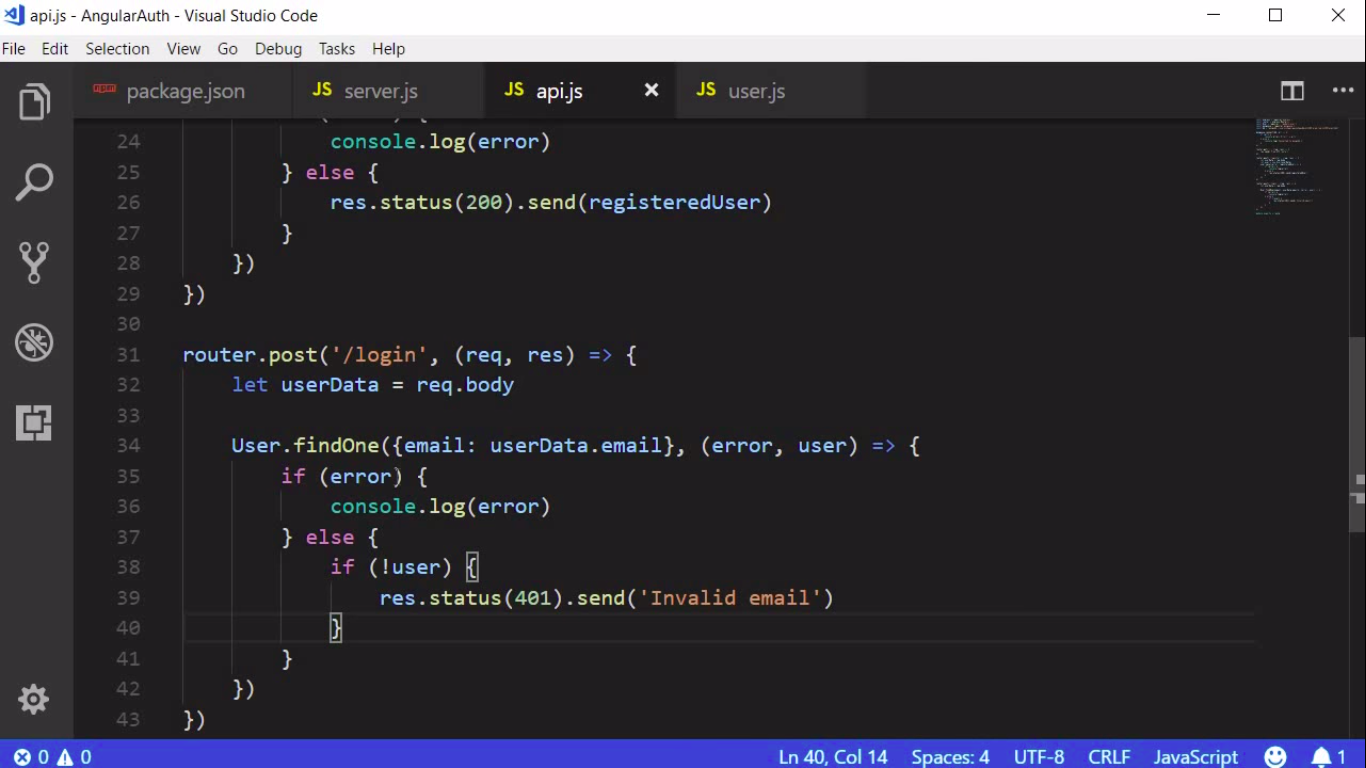 api.js - AngularAuth - Visual Studio Code
File Edit Selection View Go Debug Tasks Help
npm package.json JS server.js JS api.js JS user.js
{
24 console.log(error)
25 } else {
26 res.status(200).send(registeredUser)
27 }
28 })
29 })
30
31 router.post('/login', (req, res) => {
32 let userData = req.body
33
34 User.findOne({email: userData.email}, (error, user) => {
35 if (error) {
36 console.log(error)
37 } else {
38 if (!user) {
39 res.status(401).send('Invalid email')
40 }
41 }
42 })
43 })
0 0 Ln 40, Col 14 Spaces: 4 UTF-8 CRLF JavaScript 1